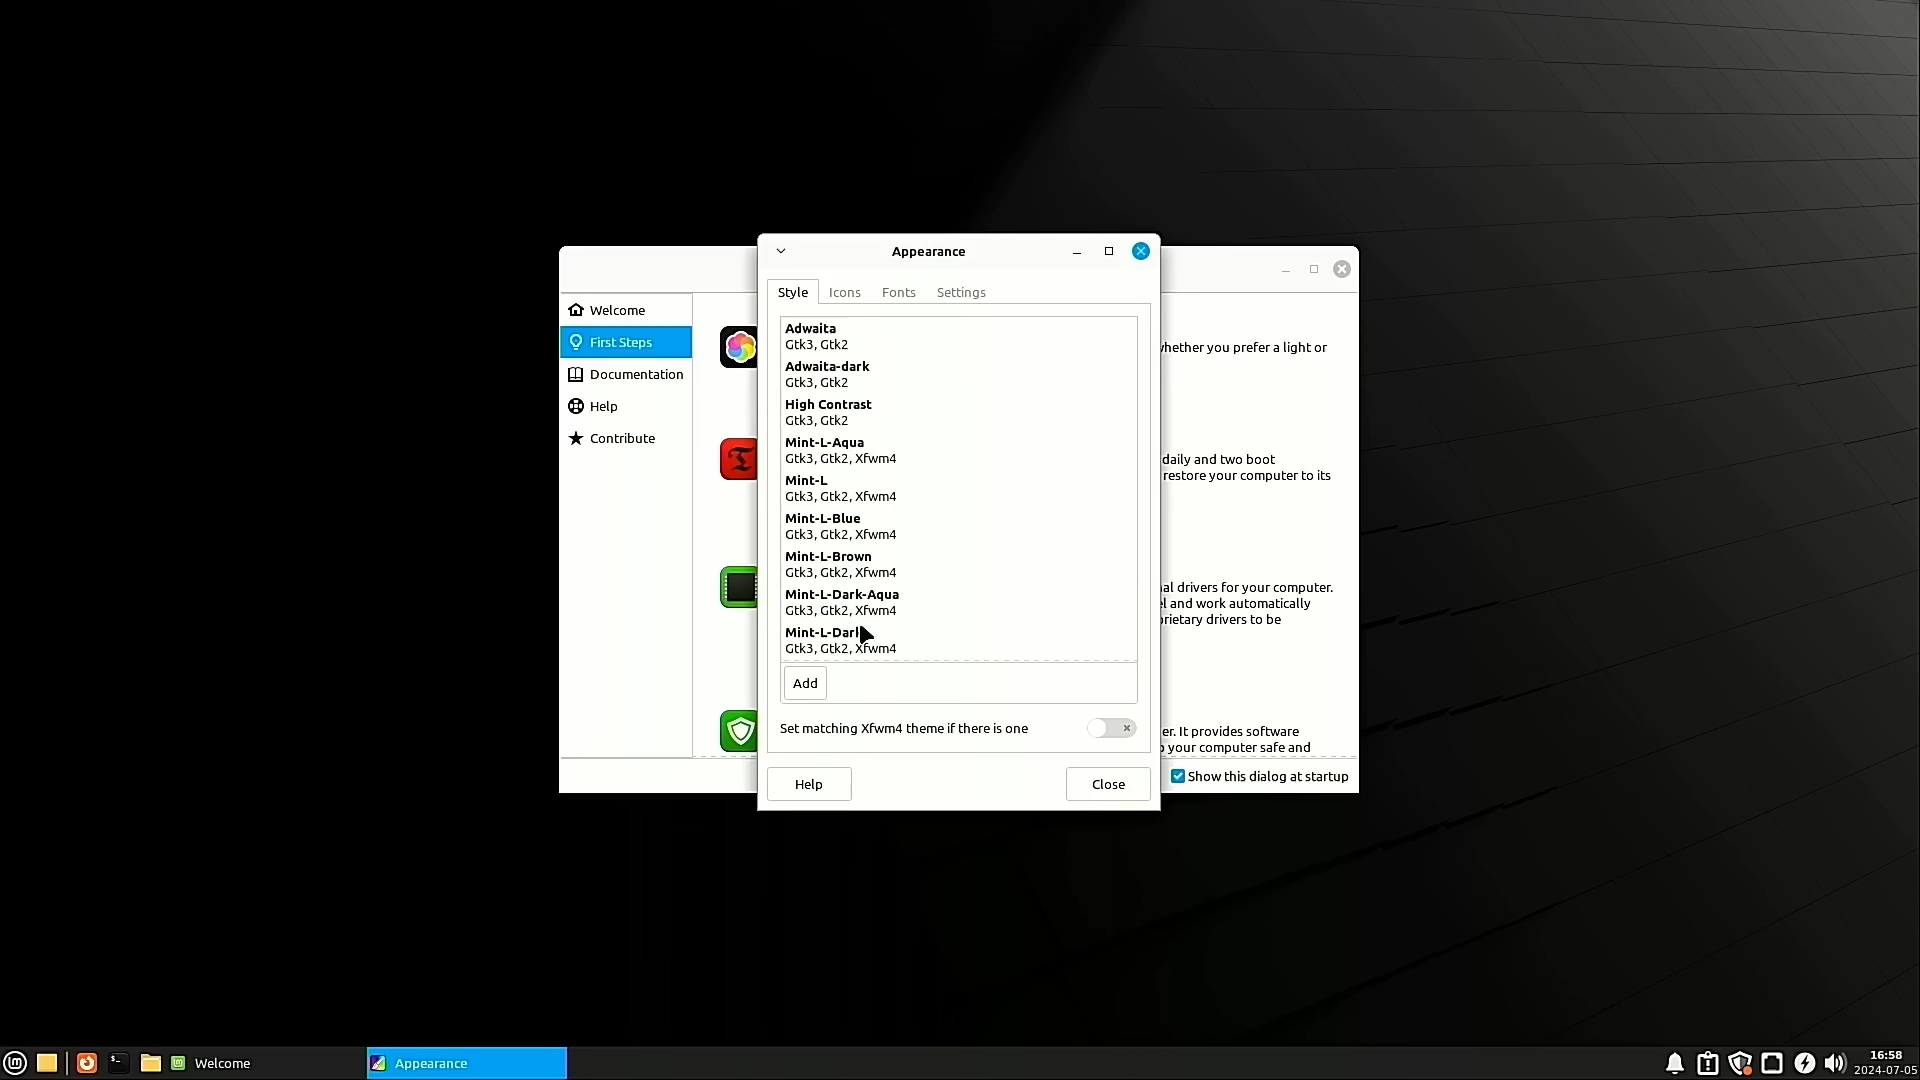 Appearance
Style Icons Fonts Settings
Welcome
First Steps
Documentation
Help
Contribute
Adwaita
Gtk3, Gtk2
Adwaita-dark
Gtk3, Gtk2
High Contrast
Gtk3, Gtk2
Mint-L-Aqua
Gtk3, Gtk2, Xfwm4
Mint-L
Gtk3, Gtk2, Xfwm4
Mint-L-Blue
Gtk3, Gtk2, Xfwm4
Mint-L-Brown
Gtk3, Gtk2, Xfwm4
Mint-L-Dark-Aqua
Gtk3, Gtk2, Xfwm4
Mint-L-Dark
Gtk3, Gtk2, Xfwm4
Add
Set matching Xfwm4 theme if there is one
Help Close
whether you prefer a light or
daily and two boot
restore your computer to its
al drivers for your computer.
l and work automatically
rietary drivers to be
er. It provides software
your computer safe and
Show this dialog at startup
Welcome
Appearance
16:58
2024-07-05